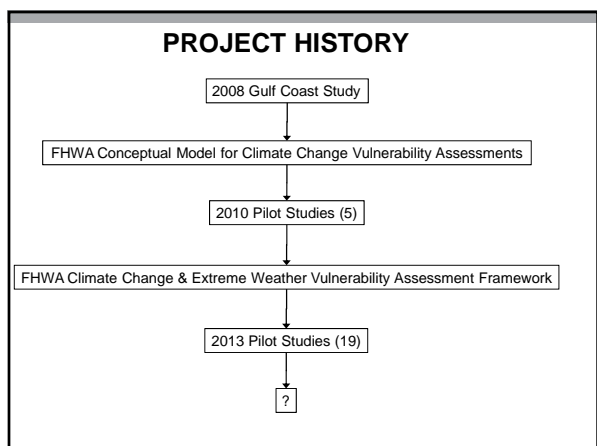 PROJECT HISTORY
2008 Gulf Coast Study
FHWA Conceptual Model for Climate Change Vulnerability Assessments
2010 Pilot Studies (5)
FHWA Climate Change & Extreme Weather Vulnerability Assessment Framework
2013 Pilot Studies (19)
?